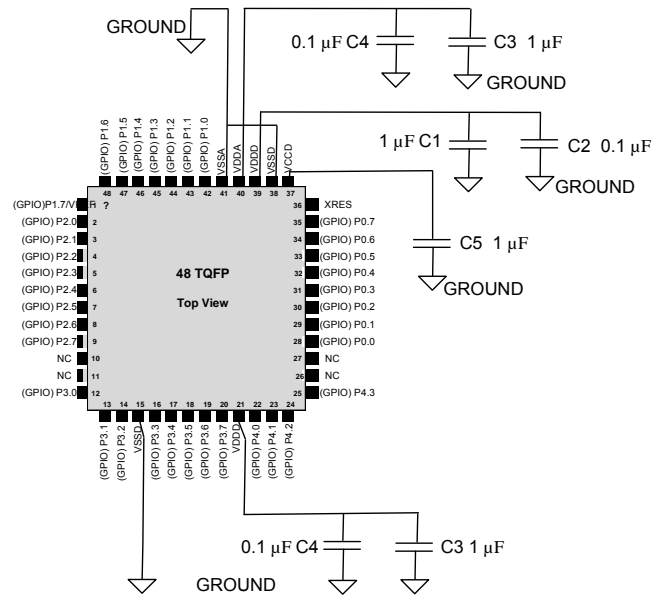 GROUND
0.1 µF C4
C3 1 µF
GROUND
1 µF C1
C2 0.1 µF
GROUND
C5 1 µF
GROUND
(GPIO) P1.6
(GPIO) P1.5
(GPIO) P1.4
(GPIO) P1.3
(GPIO) P1.2
(GPIO) P1.1
(GPIO) P1.0
VSSA
VDDA
VDDD
VSSD
VCCD
48
47
46
45
44
43
42
41
40
39
38
37
?
48 TQFP
Top View
(GPIO)P1.7/V
(GPIO) P2.0
2
(GPIO) P2.1
3
(GPIO) P2.2
4
(GPIO) P2.3
5
(GPIO) P2.4
6
(GPIO) P2.5
7
(GPIO) P2.6
8
(GPIO) P2.7
9
NC
10
NC
11
(GPIO) P3.0
12
36
XRES
35
(GPIO) P0.7
34
(GPIO) P0.6
33
(GPIO) P0.5
32
(GPIO) P0.4
31
(GPIO) P0.3
30
(GPIO) P0.2
29
(GPIO) P0.1
28
(GPIO) P0.0
27
NC
26
NC
25
(GPIO) P4.3
13
14
15
16
17
18
19
20
21
22
23
24
(GPIO) P3.1
(GPIO) P3.2
VSSD
(GPIO) P3.3
(GPIO) P3.4
(GPIO) P3.5
(GPIO) P3.6
(GPIO) P3.7
VDDD
(GPIO) P4.0
(GPIO) P4.1
(GPIO) P4.2
0.1 µF C4
C3 1 µF
GROUND